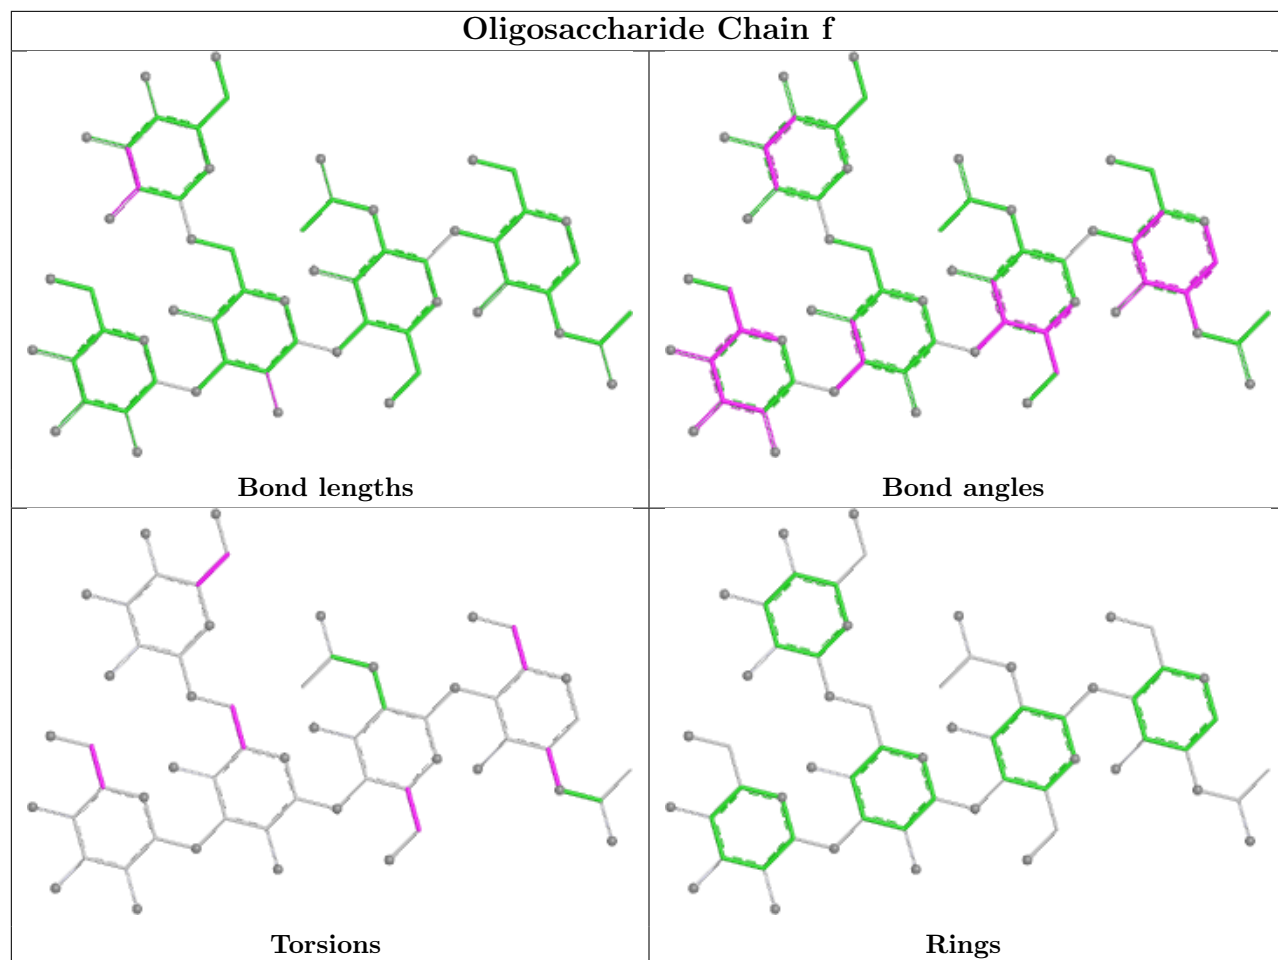 Oligosaccharide Chain f
Bond lengths
Bond angles
Torsions
Rings